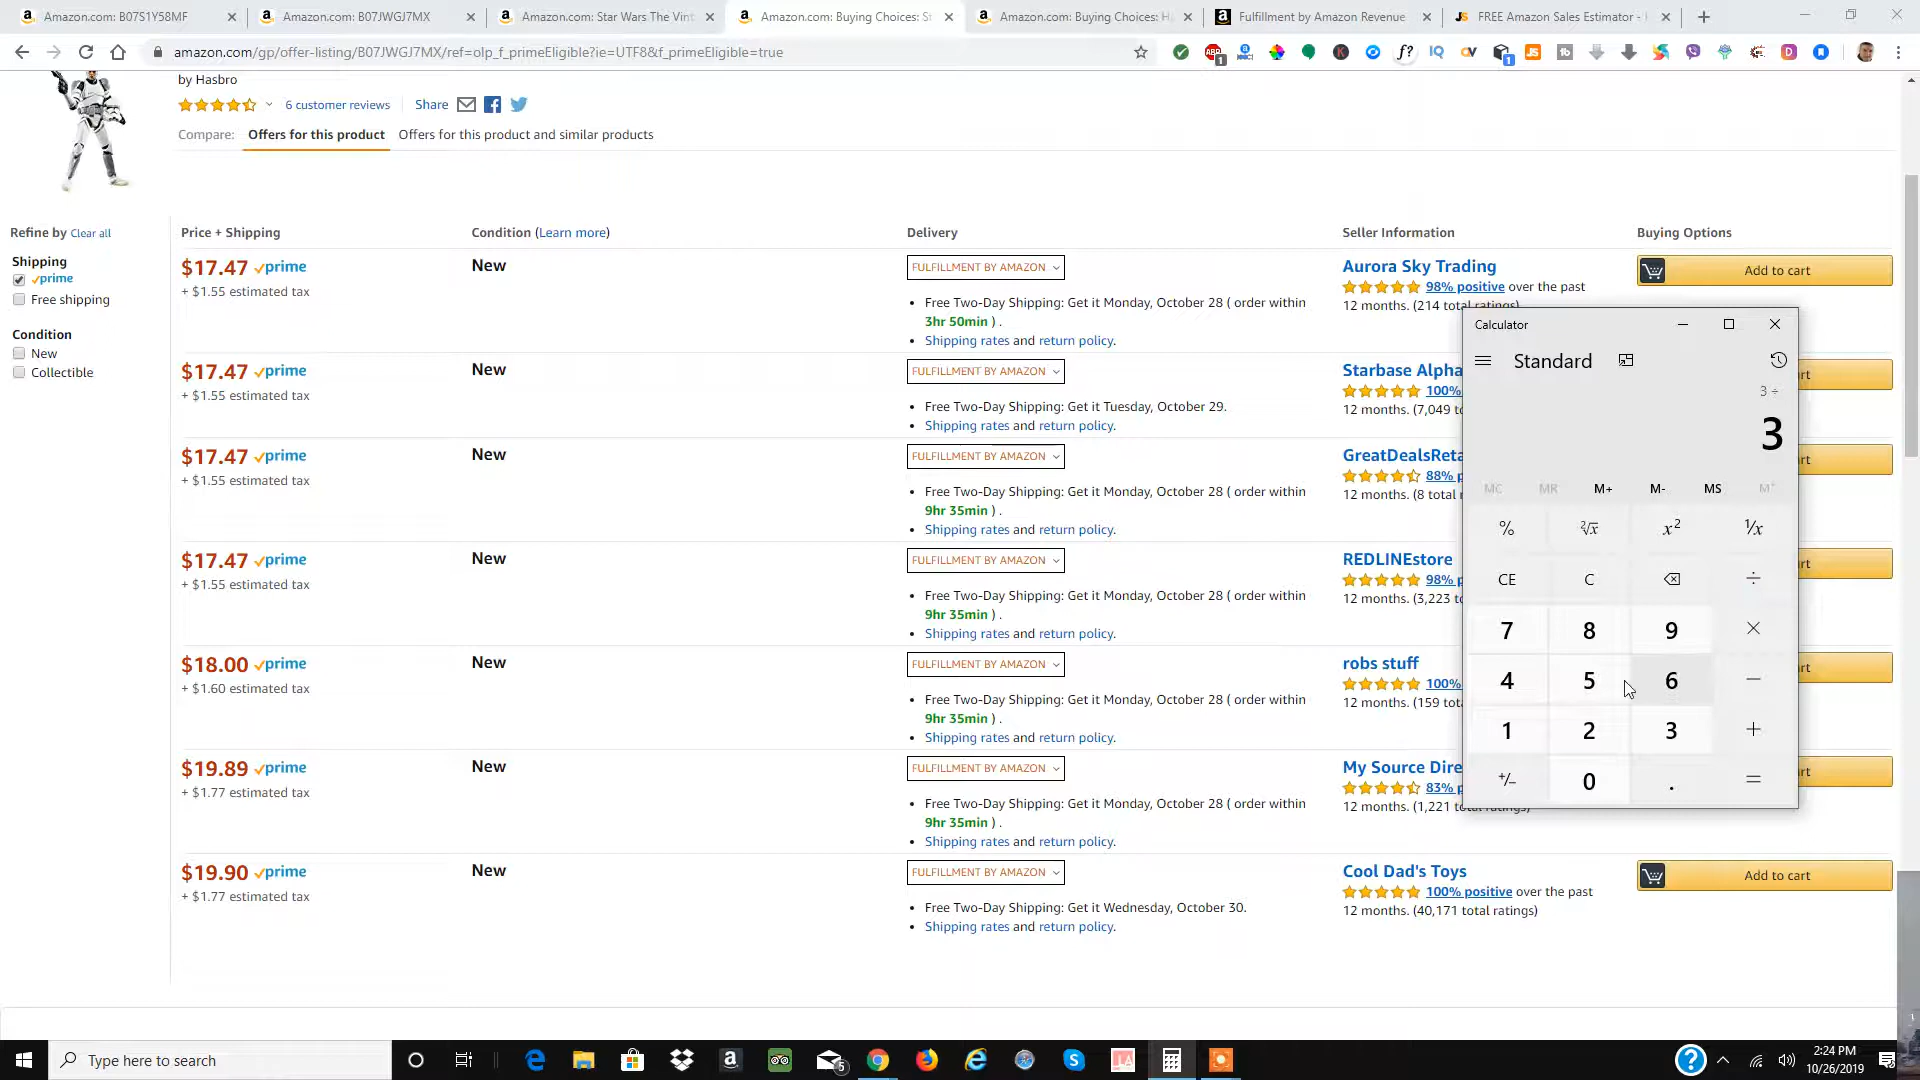 Amazon.com: B07S1Y58MF
Amazon.com: B07JWGJ7MX
Amazon.com: Star Wars The Vint
Amazon.com: Buying Choices: St
Amazon.com: Buying Choices: H
Fulfillment by Amazon Revenue
FREE Amazon Sales Estimator -
amazon.com/gp/offer-listing/B07JWGJ7MX/ref=olp_f_primeEligible?ie=UTF8&f_primeEligible=true
by Hasbro
6 customer reviews
Share
Compare:
Offers for this product
Offers for this product and similar products
Refine by Clear all
Shipping
prime
Free shipping
Condition
New
Collectible
Price + Shipping
Condition (Learn more)
Delivery
Seller Information
Buying Options
$17.47 prime
+ $1.55 estimated tax
New
FULFILLMENT BY AMAZON
• Free Two-Day Shipping: Get it Monday, October 28 ( order within
3hr 50min ) .
• Shipping rates and return policy.
Aurora Sky Trading
98% positive over the past
12 months. (214 total ratings)
Add to cart
$17.47 prime
+ $1.55 estimated tax
New
FULFILLMENT BY AMAZON
• Free Two-Day Shipping: Get it Tuesday, October 29.
• Shipping rates and return policy.
Starbase Alpha
100%
12 months. (7,049 to
rt
$17.47 prime
+ $1.55 estimated tax
New
FULFILLMENT BY AMAZON
• Free Two-Day Shipping: Get it Monday, October 28 ( order within
9hr 35min ) .
• Shipping rates and return policy.
GreatDealsReta
88% p
12 months. (8 total r
rt
$17.47 prime
+ $1.55 estimated tax
New
FULFILLMENT BY AMAZON
• Free Two-Day Shipping: Get it Monday, October 28 ( order within
9hr 35min ) .
• Shipping rates and return policy.
REDLINEstore
98% p
12 months. (3,223 to
rt
$18.00 prime
+ $1.60 estimated tax
New
FULFILLMENT BY AMAZON
• Free Two-Day Shipping: Get it Monday, October 28 ( order within
9hr 35min ) .
• Shipping rates and return policy.
robs stuff
100%
12 months. (159 tota
rt
$19.89 prime
+ $1.77 estimated tax
New
FULFILLMENT BY AMAZON
• Free Two-Day Shipping: Get it Monday, October 28 ( order within
9hr 35min ) .
• Shipping rates and return policy.
My Source Dire
83% p
12 months. (1,221 total ratings)
rt
$19.90 prime
+ $1.77 estimated tax
New
FULFILLMENT BY AMAZON
• Free Two-Day Shipping: Get it Wednesday, October 30.
• Shipping rates and return policy.
Cool Dad's Toys
100% positive over the past
12 months. (40,171 total ratings)
Add to cart
Calculator
Standard
3 ÷
3
MC MR M+ M- MS M˅
% ²√x x² ¹/x
CE C ÷
7 8 9 ×
4 5 6 −
1 2 3 +
+/− 0 . =
Type here to search
2:24 PM
10/26/2019